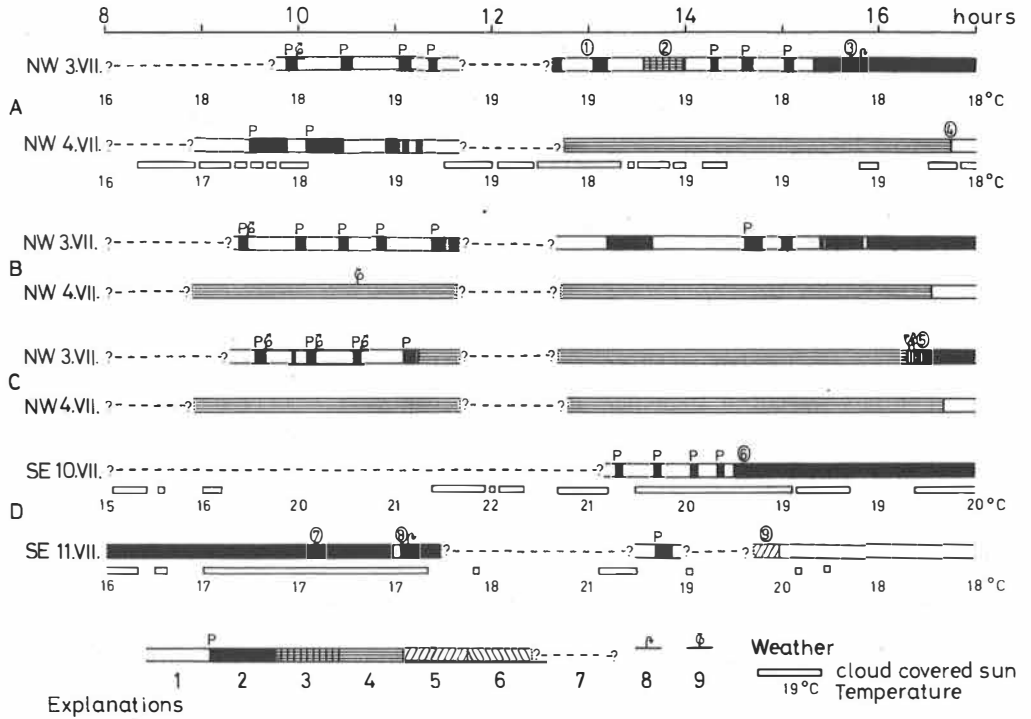 8 10 12 14 16 hours
P P P P ① ② P P P ③
NW 3.VII. ? ? ? ?
16 18 18 19 19 19 19 18 18 18°C
A
P P ④
NW 4.VII. ? ? ? ?
16 17 18 19 19 19 19 19 19 18°C
P P P P P P
NW 3.VII. ? ? ? ?
B
NW 4.VII. ? ? ? ?
P P P P ⑤
NW 3.VII. ? ? ? ?
C
NW 4.VII. ? ? ? ?
P P P P ⑥
SE 10.VII. ? ?
15 16 20 21 22 21 20 19 19 20°C
D
⑦ ⑧ P ⑨
SE 11.VII. ? ? ? ?
16 17 17 17 18 21 19 20 18 18°C
P ? ? Weather
cloud covered sun
1 2 3 4 5 6 7 8 9 19°C Temperature
Explanations